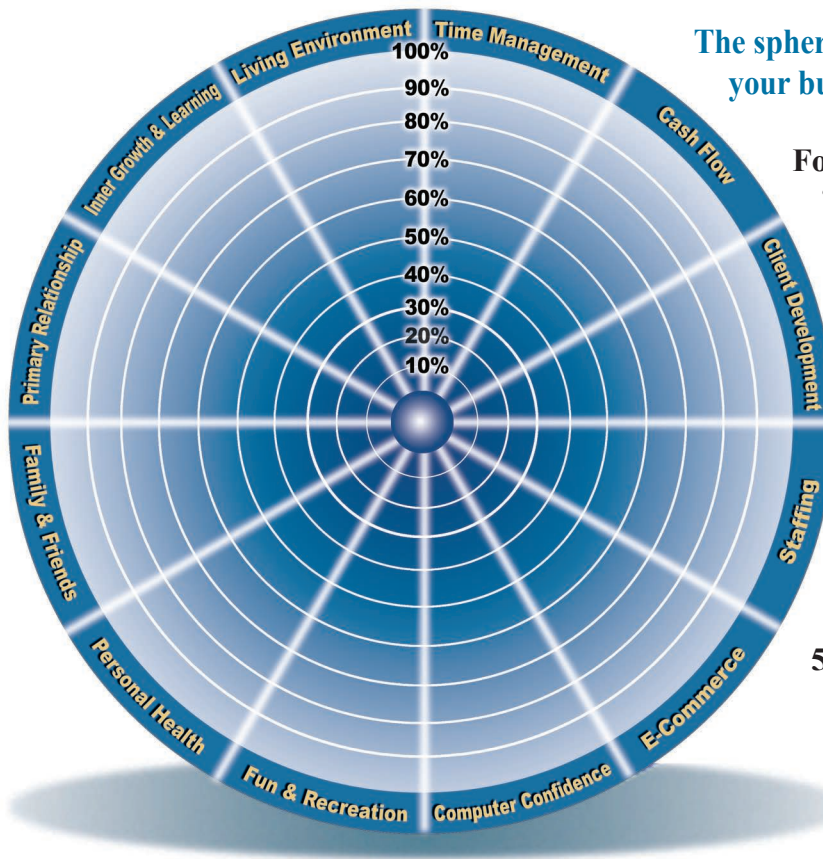 Living Environment
Time Management
Cash Flow
Client Development
Staffing
E-Commerce
Computer Confidence
Fun & Recreation
Personal Health
Family & Friends
Primary Relationship
Inner Growth & Learning
100%
90%
80%
70%
60%
50%
40%
30%
20%
10%
The spher
your bu
Fo
5